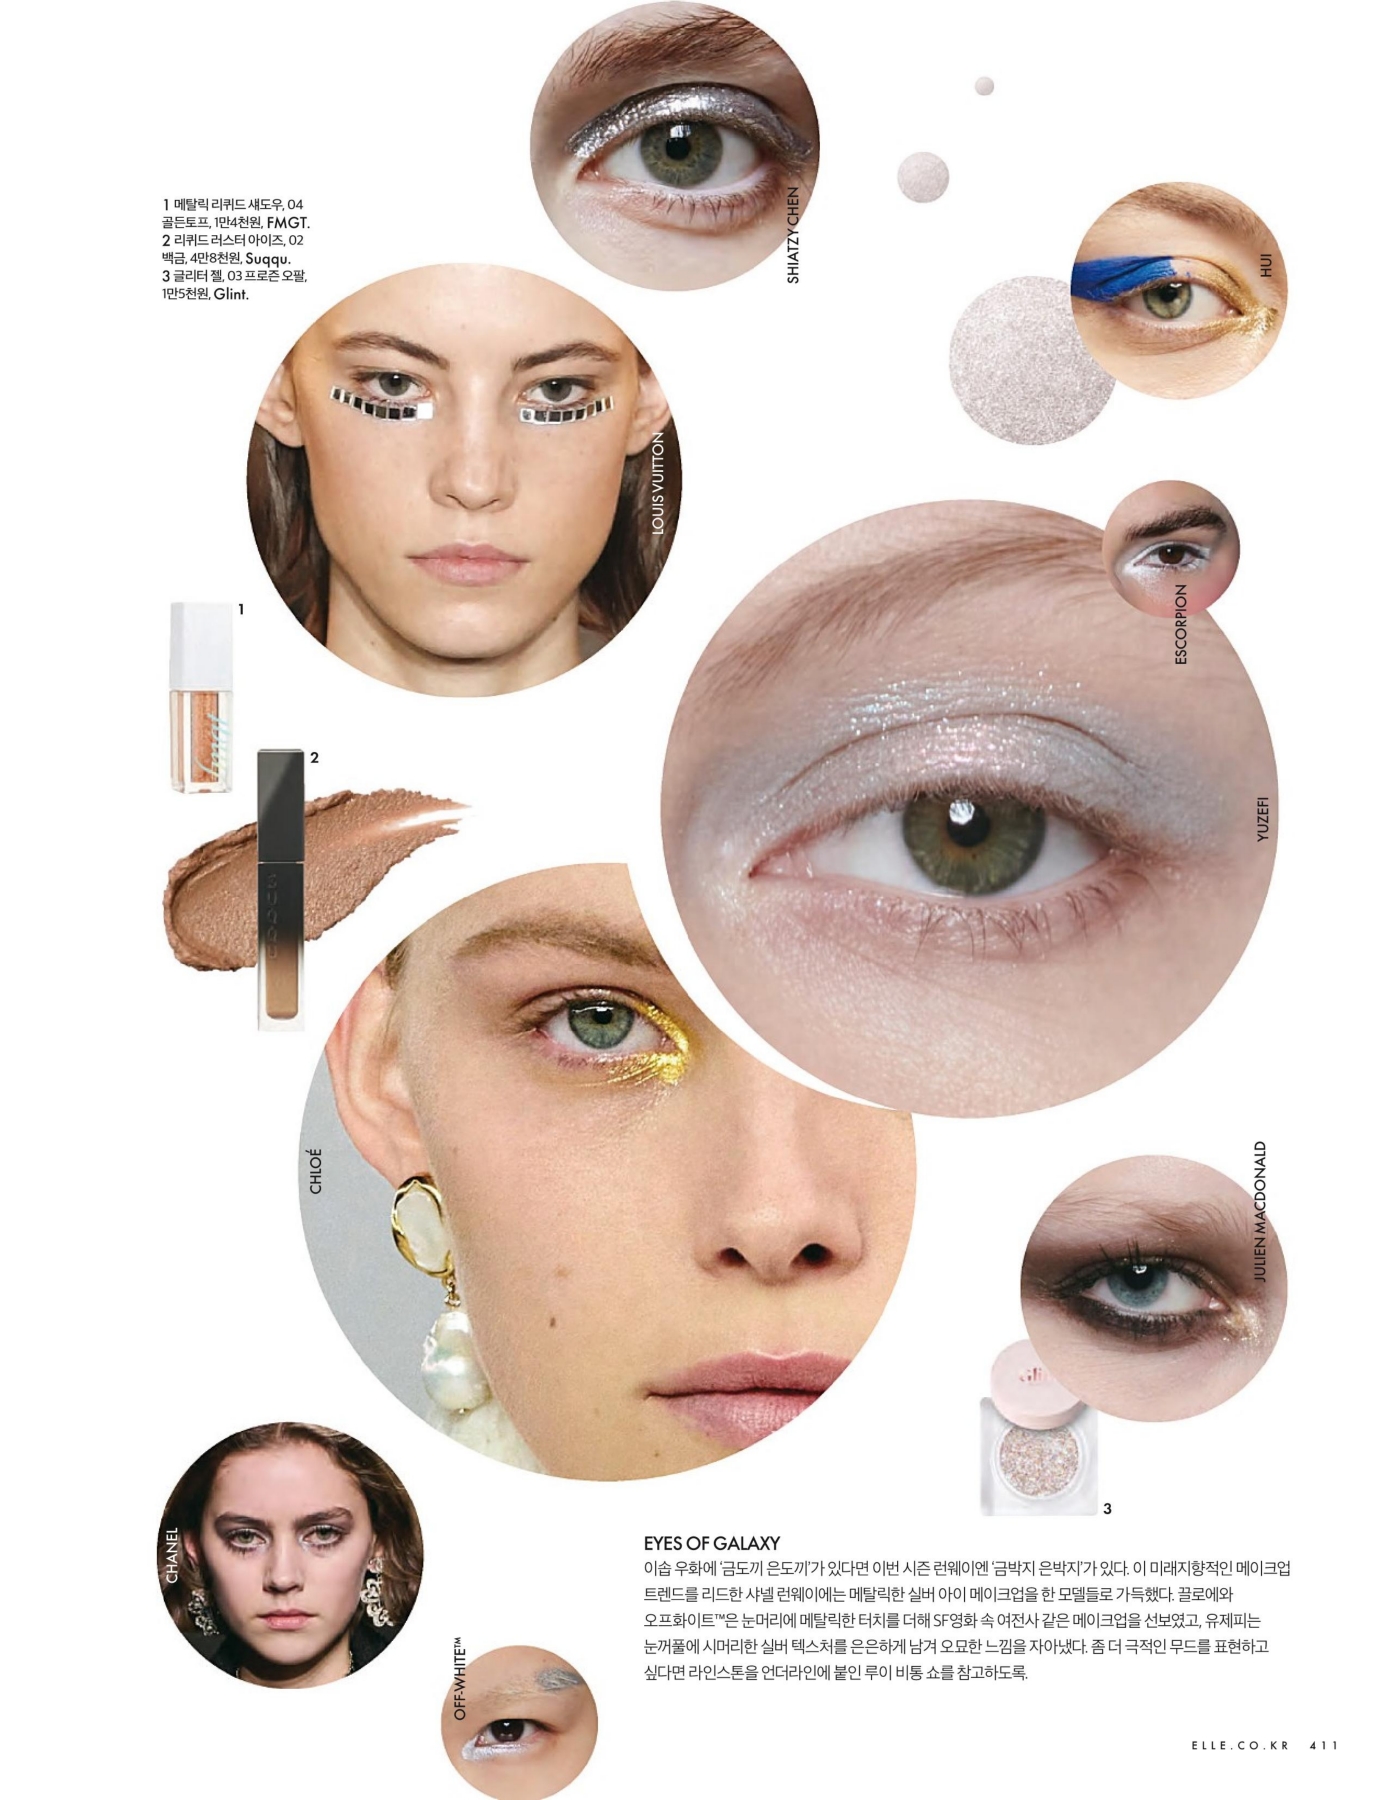 1 메탈릭 리퀴드 섀도우, 04
골든토프, 1만4천원, FMGT.
2 리퀴드 러스터 아이즈, 02
백금, 4만8천원, Suqqu.
3 글리터 젤, 03 프로즌 오팔,
1만5천원, Glint.
SHIATZY CHEN
HUI
LOUIS VUITTON
ESCORPION
1
2
YUZEFI
CHLOÉ
JULIEN MACDONALD
3
CHANEL
OFF-WHITE™
EYES OF GALAXY
이솝 우화에 ‘금도끼 은도끼’가 있다면 이번 시즌 런웨이엔 ‘금박지 은박지’가 있다. 이 미래지향적인 메이크업
트렌드를 리드한 샤넬 런웨이에는 메탈릭한 실버 아이 메이크업을 한 모델들로 가득했다. 끌로에와
오프화이트™은 눈머리에 메탈릭한 터치를 더해 SF영화 속 여전사 같은 메이크업을 선보였고, 유제피는
눈꺼풀에 시머리한 실버 텍스처를 은은하게 남겨 오묘한 느낌을 자아냈다. 좀 더 극적인 무드를 표현하고
싶다면 라인스톤을 언더라인에 붙인 루이 비통 쇼를 참고하도록.
ELLE.CO.KR 411